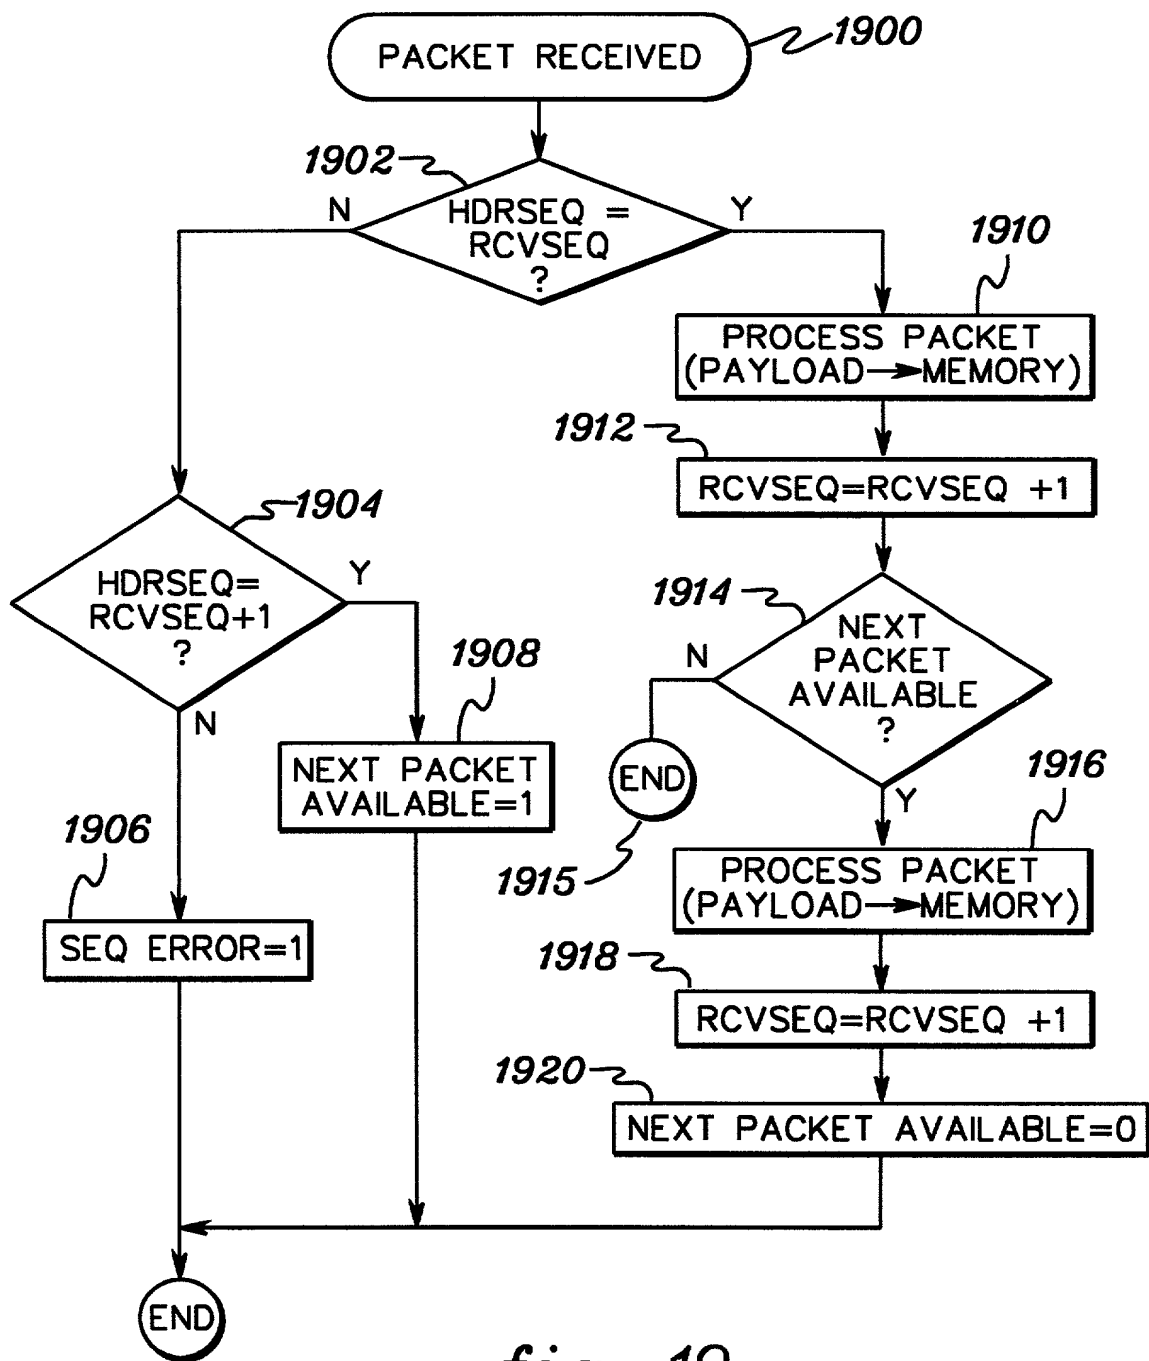 PACKET RECEIVED
1900
1902
N
HDRSEQ =
RCVSEQ
?
Y
1910
PROCESS PACKET
(PAYLOAD→MEMORY)
1912
RCVSEQ=RCVSEQ +1
1904
HDRSEQ=
RCVSEQ+1
?
Y
N
1914
NEXT
PACKET
AVAILABLE
?
N
Y
1908
NEXT PACKET
AVAILABLE=1
END
1915
1916
PROCESS PACKET
(PAYLOAD→MEMORY)
1906
SEQ ERROR=1
1918
RCVSEQ=RCVSEQ +1
1920
NEXT PACKET AVAILABLE=0
END
fig. 19